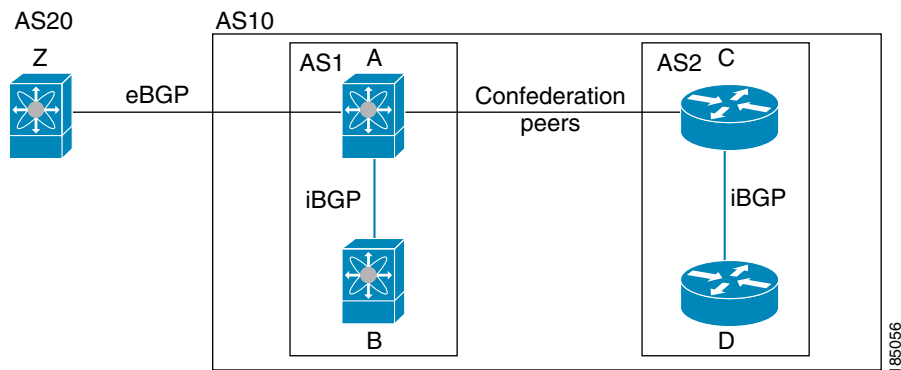 AS20
AS10
Z
AS1
A
AS2
C
eBGP
Confederation
peers
iBGP
iBGP
B
D
185056